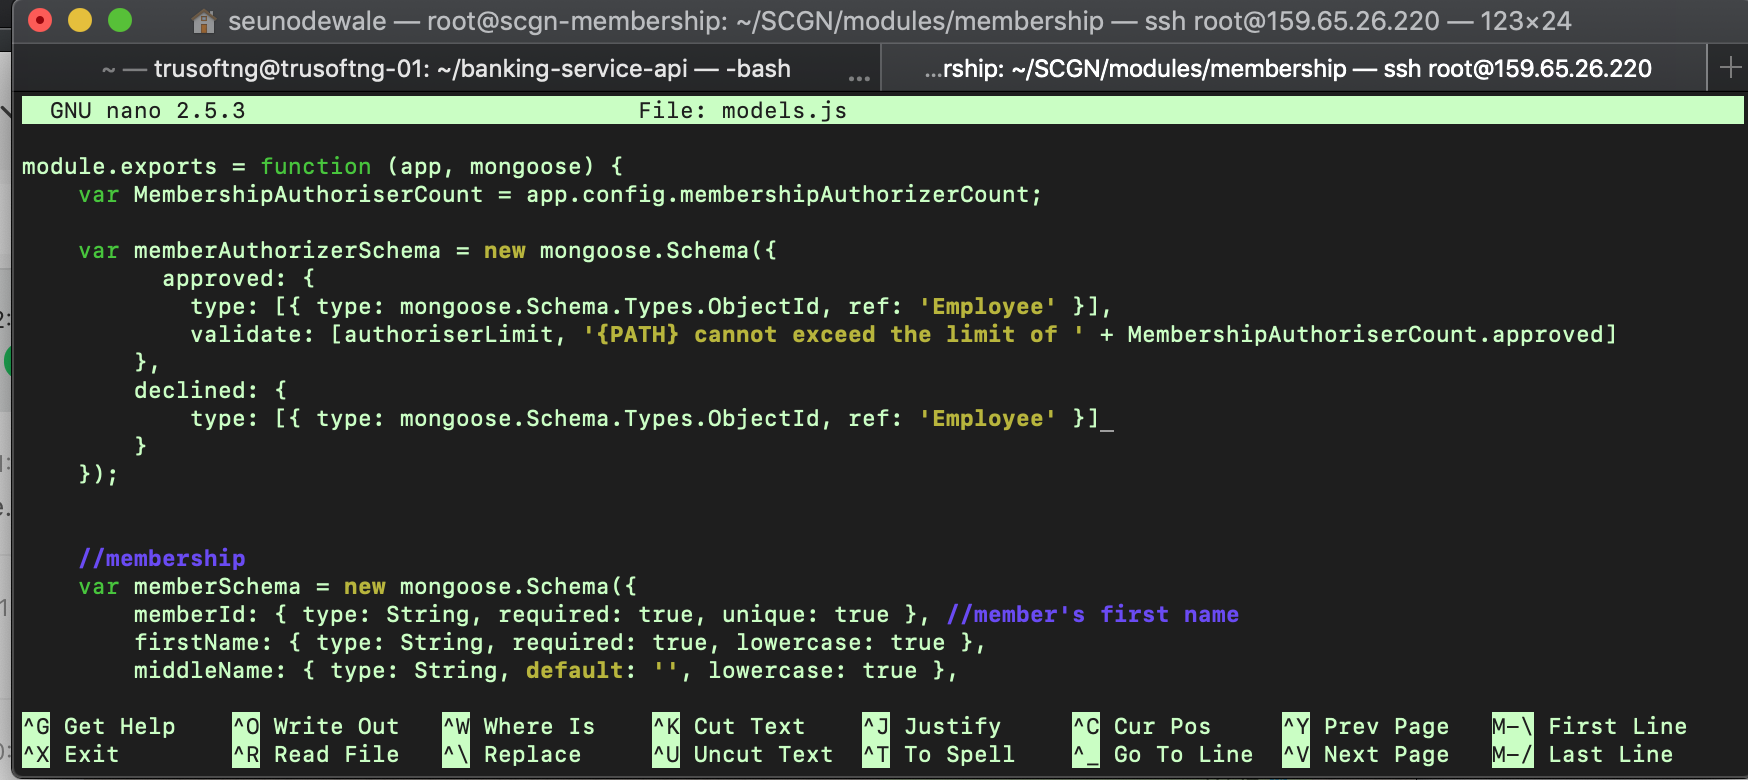 seunodewale — root@scgn-membership: ~/SCGN/modules/membership — ssh root@159.65.26.220 — 123×24
~ — trusoftng@trusoftng-01: ~/banking-service-api — -bash ... ...rship: ~/SCGN/modules/membership — ssh root@159.65.26.220 +
GNU nano 2.5.3 File: models.js
module.exports = function (app, mongoose) {
    var MembershipAuthoriserCount = app.config.membershipAuthorizerCount;
    var memberAuthorizerSchema = new mongoose.Schema({
          approved: {
            type: [{ type: mongoose.Schema.Types.ObjectId, ref: 'Employee' }],
            validate: [authoriserLimit, '{PATH} cannot exceed the limit of ' + MembershipAuthoriserCount.approved]
        },
        declined: {
            type: [{ type: mongoose.Schema.Types.ObjectId, ref: 'Employee' }]
        }
    });
    //membership
    var memberSchema = new mongoose.Schema({
        memberId: { type: String, required: true, unique: true }, //member's first name
        firstName: { type: String, required: true, lowercase: true },
        middleName: { type: String, default: '', lowercase: true },
^G Get Help ^O Write Out ^W Where Is ^K Cut Text ^J Justify ^C Cur Pos ^Y Prev Page M-\ First Line
^X Exit ^R Read File ^\ Replace ^U Uncut Text ^T To Spell ^_ Go To Line ^V Next Page M-/ Last Line